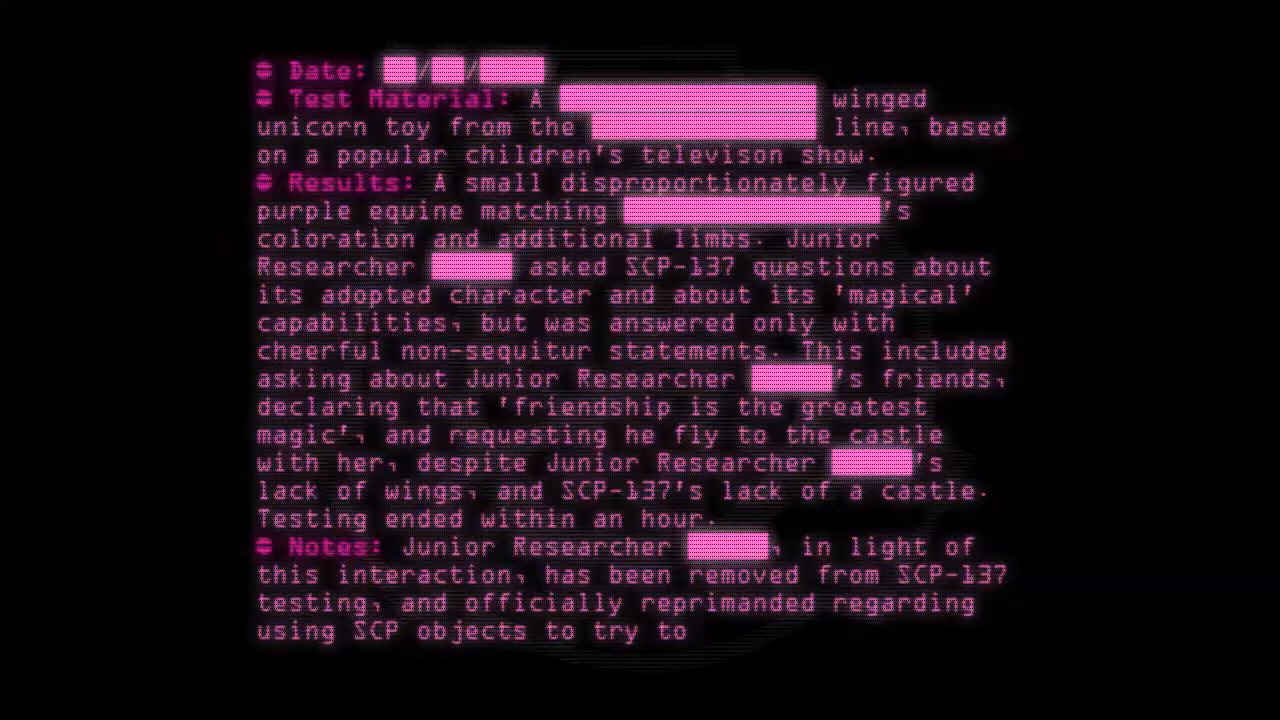 Date: ██/██/████
Test Material: A ████████████████ winged
unicorn toy from the ██████████████ line, based
on a popular children's televison show.
Results: A small disproportionately figured
purple equine matching ████████████████'s
coloration and additional limbs. Junior
Researcher █████ asked SCP-137 questions about
its adopted character and about its 'magical'
capabilities, but was answered only with
cheerful non-sequitur statements. This included
asking about Junior Researcher █████'s friends,
declaring that 'friendship is the greatest
magic', and requesting he fly to the castle
with her, despite Junior Researcher █████'s
lack of wings, and SCP-137's lack of a castle.
Testing ended within an hour.
Notes: Junior Researcher █████, in light of
this interaction, has been removed from SCP-137
testing, and officially reprimanded regarding
using SCP objects to try to